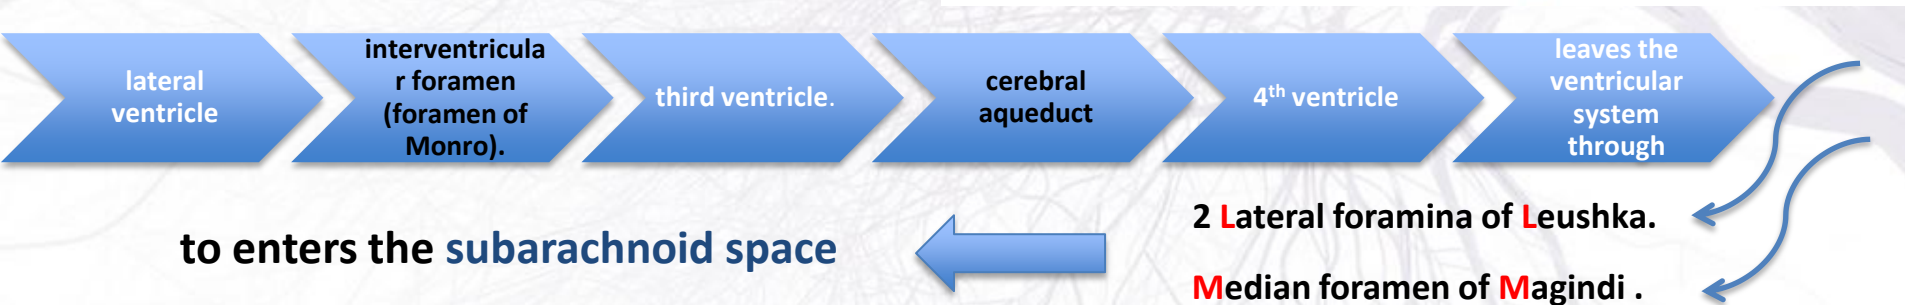 lateral
ventricle
interventricula
r foramen
(foramen of
Monro).
third ventricle.
cerebral
aqueduct
4th ventricle
leaves the
ventricular
system
through
2 Lateral foramina of Leushka.
Median foramen of Magindi .
to enters the subarachnoid space